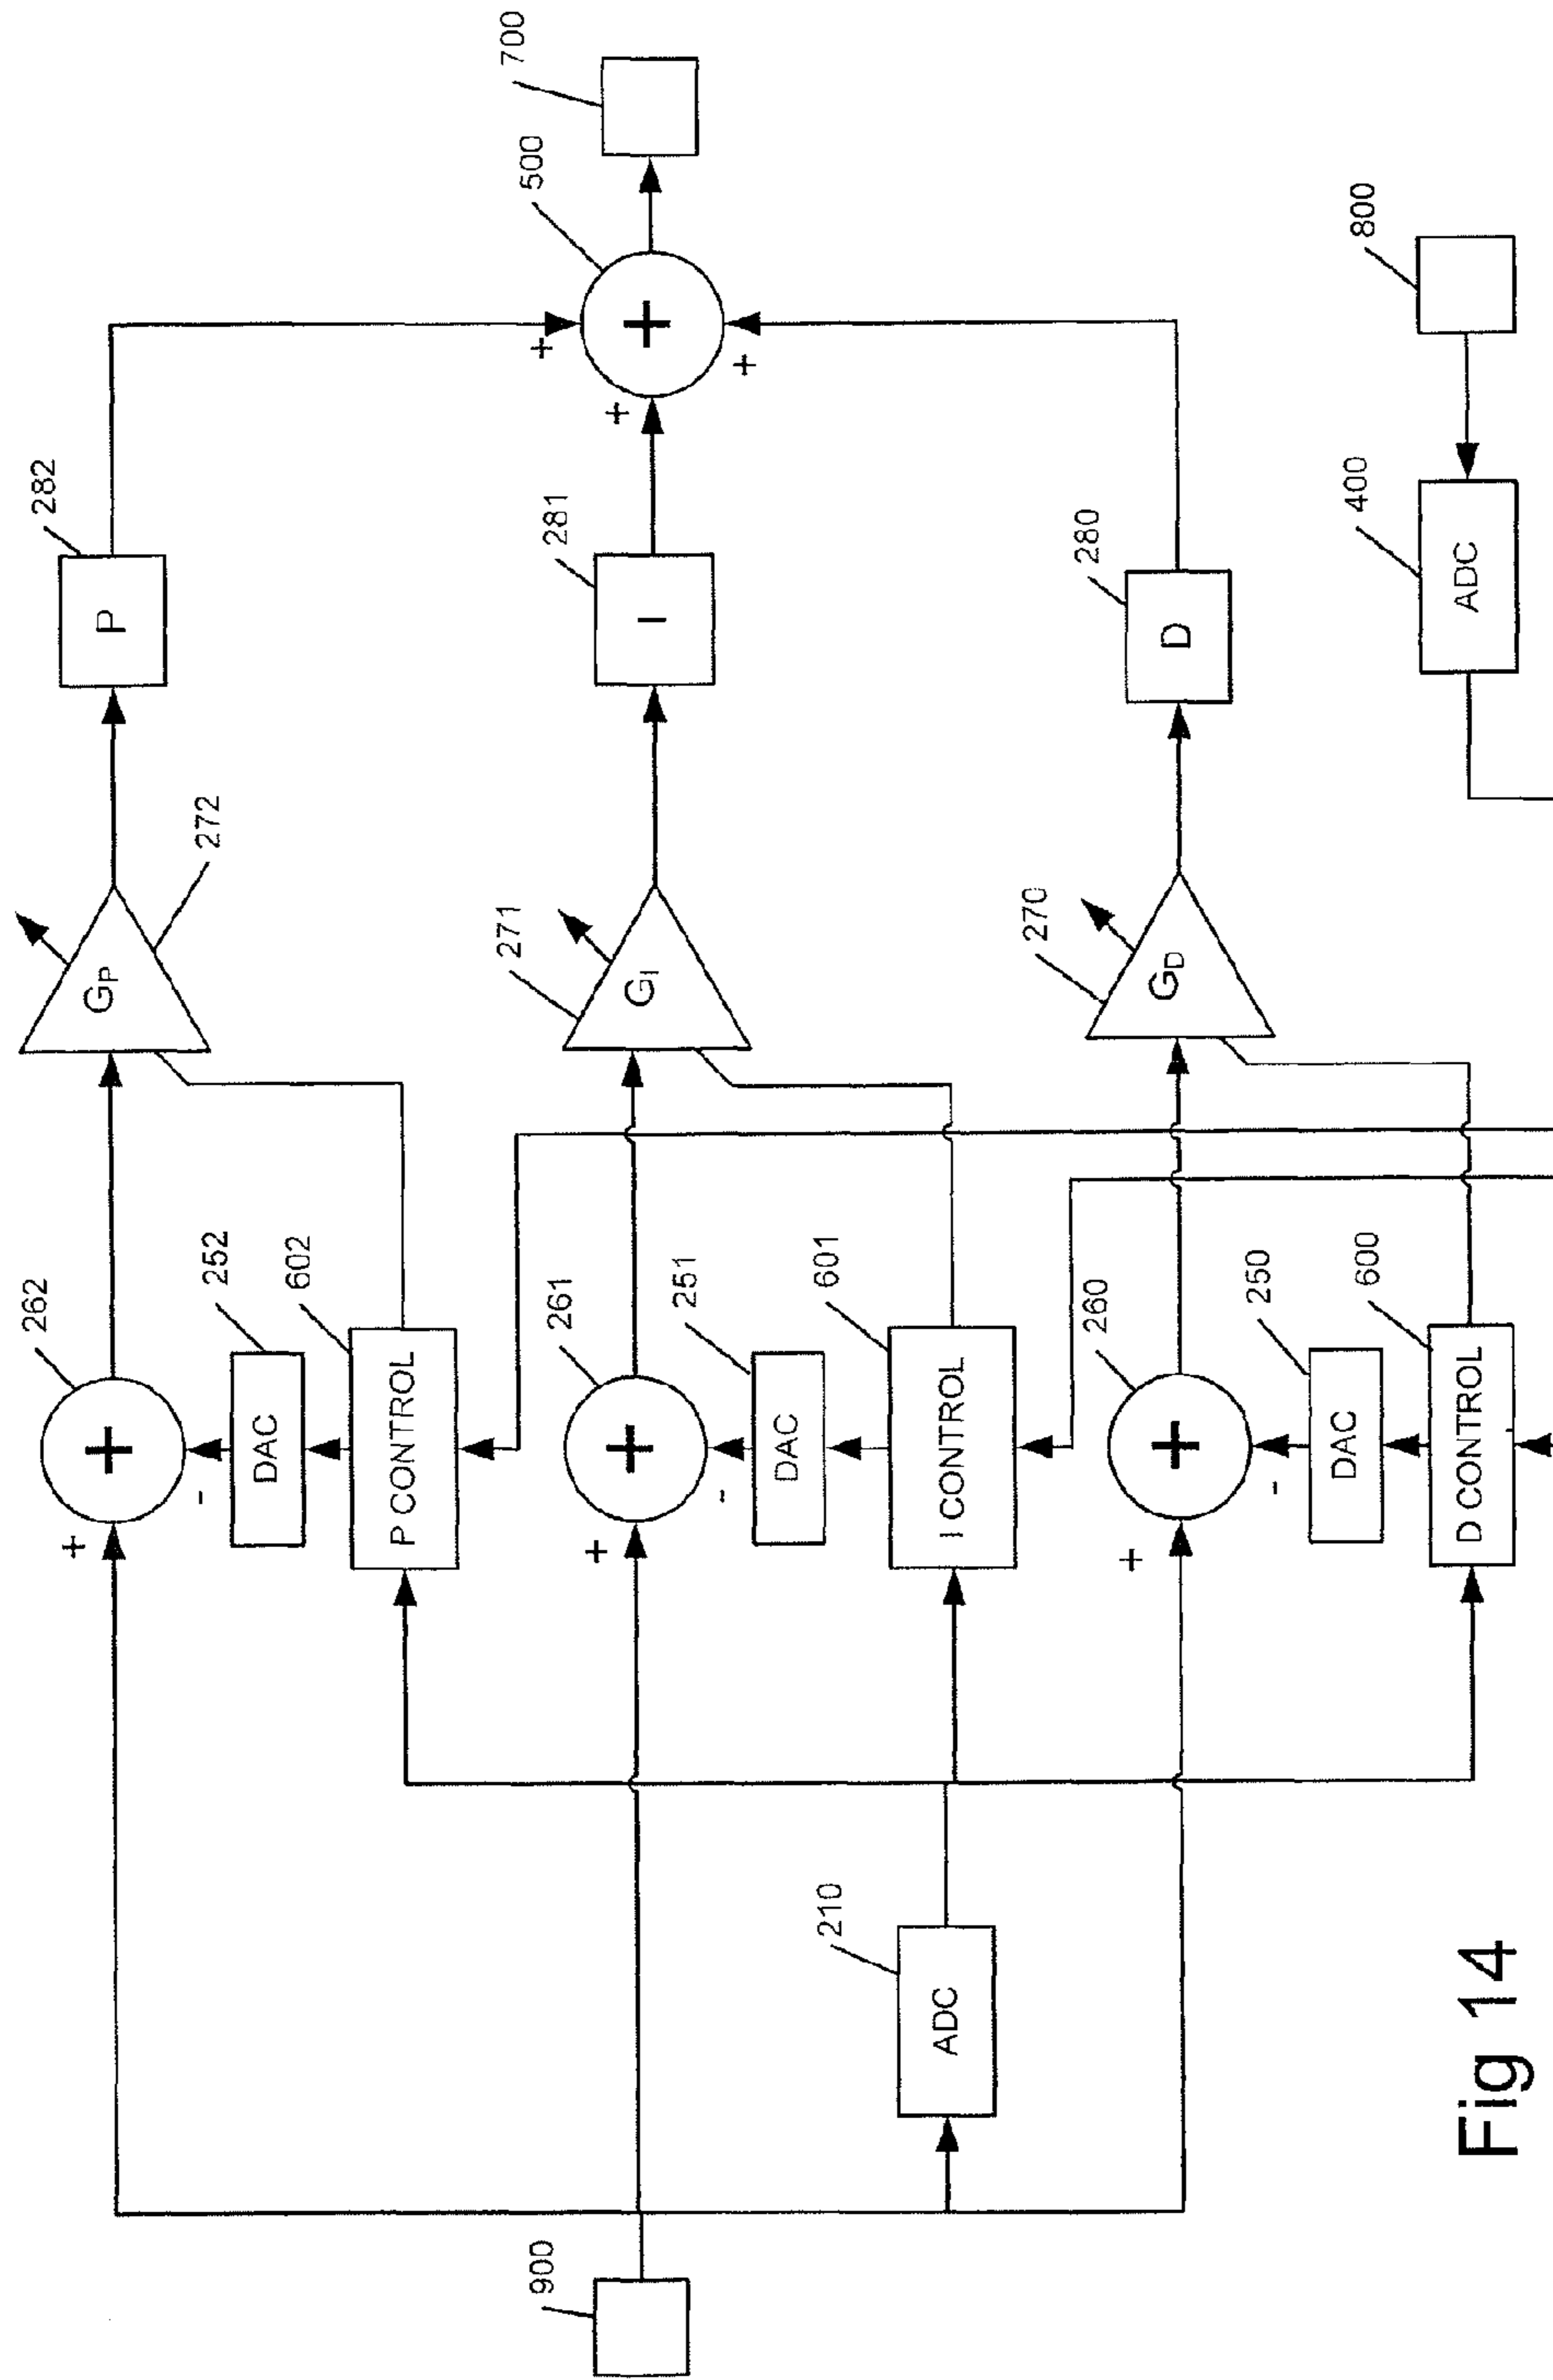 282
P
272
GP
262
+
-
252
DAC
602
P CONTROL
+
700
500
+
+
+
+
281
I
271
GI
261
+
-
251
DAC
601
I CONTROL
+
900
210
ADC
280
D
270
GD
260
+
-
250
DAC
600
D CONTROL
+
800
400
ADC
Fig 14